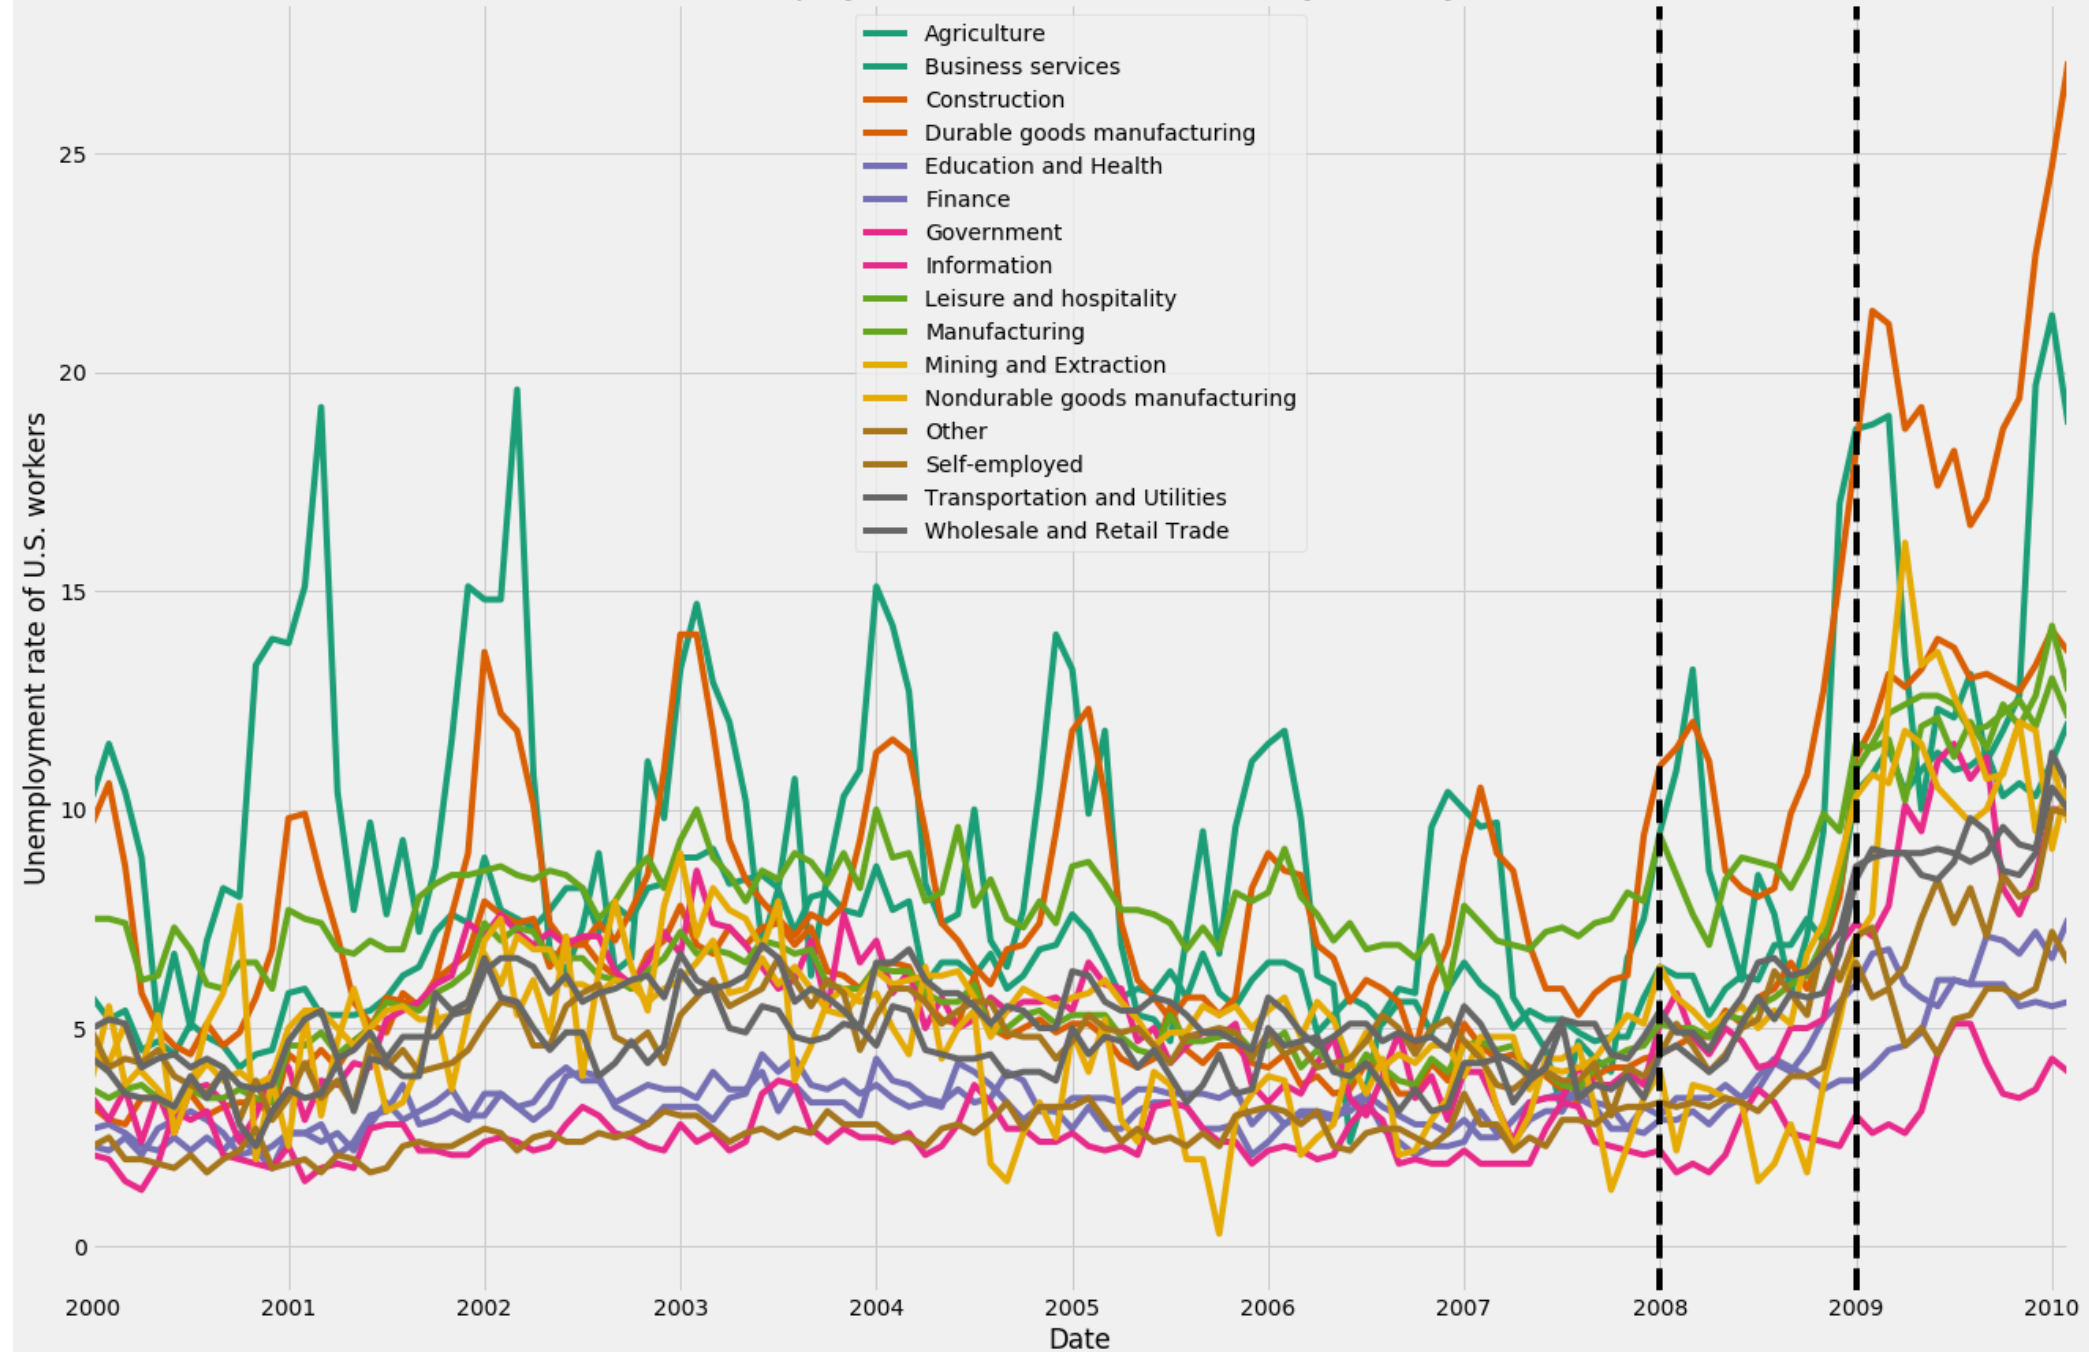 Agriculture
Business services
Construction
Durable goods manufacturing
Education and Health
Finance
Government
Information
Leisure and hospitality
Manufacturing
Mining and Extraction
Nondurable goods manufacturing
Other
Self-employed
Transportation and Utilities
Wholesale and Retail Trade
Unemployment rate of U.S. workers
25
20
15
10
5
0
2000 2001 2002 2003 2004 2005 2006 2007 2008 2009 2010
Date